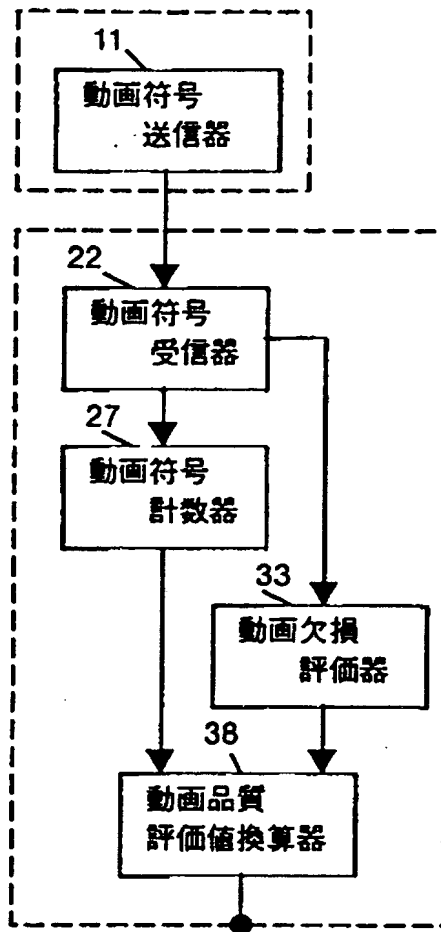 11
動画符号
送信器
22
動画符号
受信器
27
動画符号
計数器
33
動画欠損
評価器
38
動画品質
評価値換算器